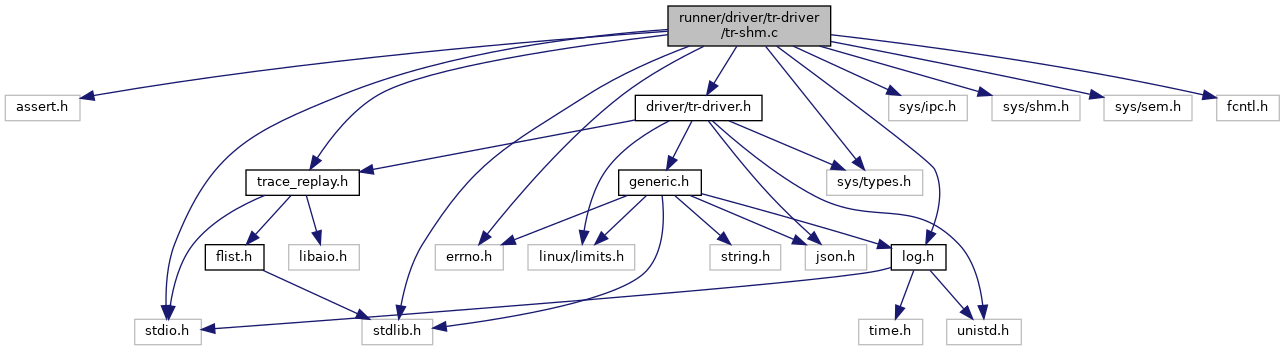 runner/driver/tr-driver
/tr-shm.c
assert.h
driver/tr-driver.h
sys/ipc.h
sys/shm.h
sys/sem.h
fcntl.h
trace_replay.h
generic.h
sys/types.h
flist.h
libaio.h
errno.h
linux/limits.h
string.h
json.h
log.h
stdio.h
stdlib.h
time.h
unistd.h